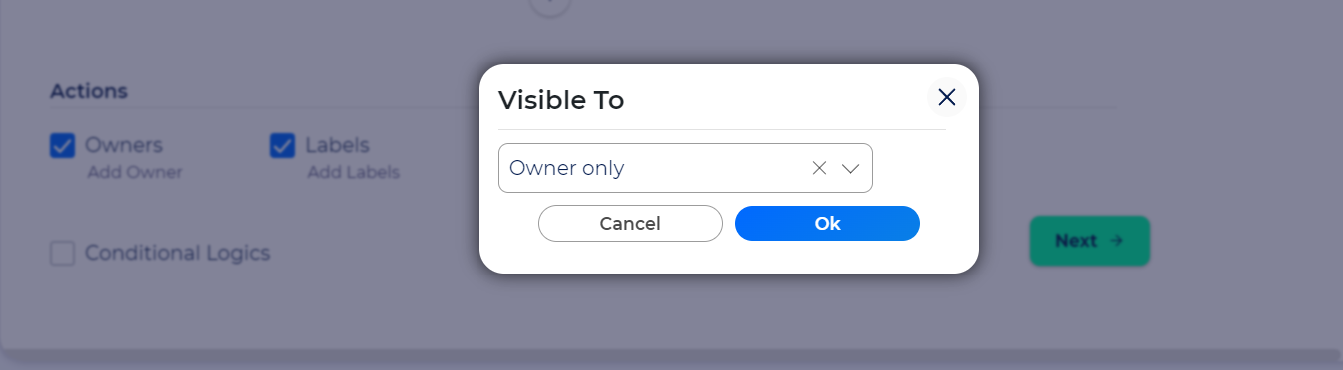 Actions
Owners
Add Owner
Labels
Add Labels
Conditional Logics
Visible To
Owner only
Cancel
Ok
Next